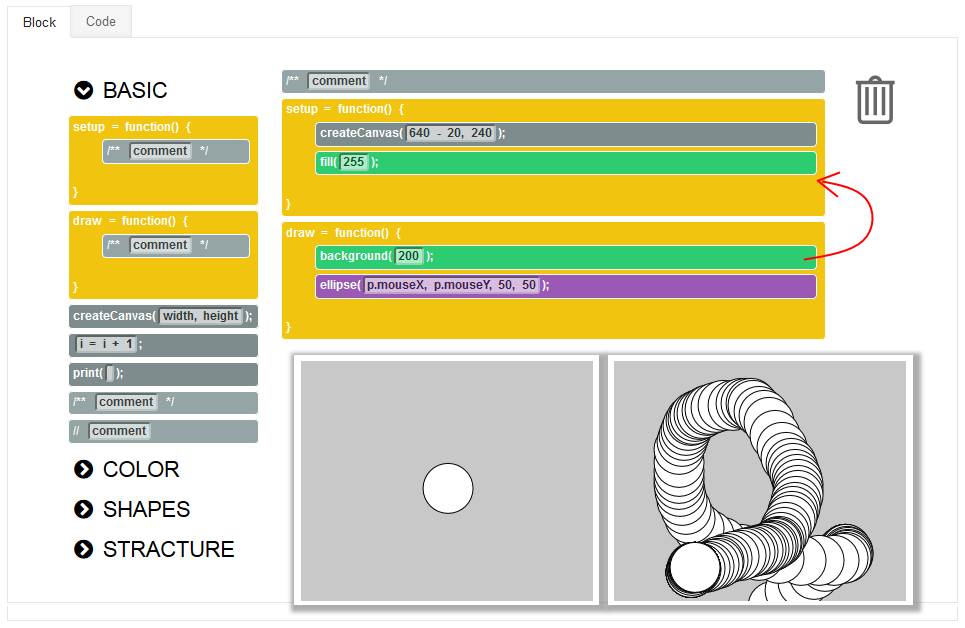 Block
Code
BASIC
setup = function() {
/** comment */
}
draw = function() {
/** comment */
}
createCanvas( width, height );
i = i + 1 ;
print( );
/** comment */
// comment
COLOR
SHAPES
STRACTURE
/** comment */
setup = function() {
createCanvas( 640 - 20, 240 );
fill( 255 );
}
draw = function() {
background( 200 );
ellipse( p.mouseX, p.mouseY, 50, 50 );
}